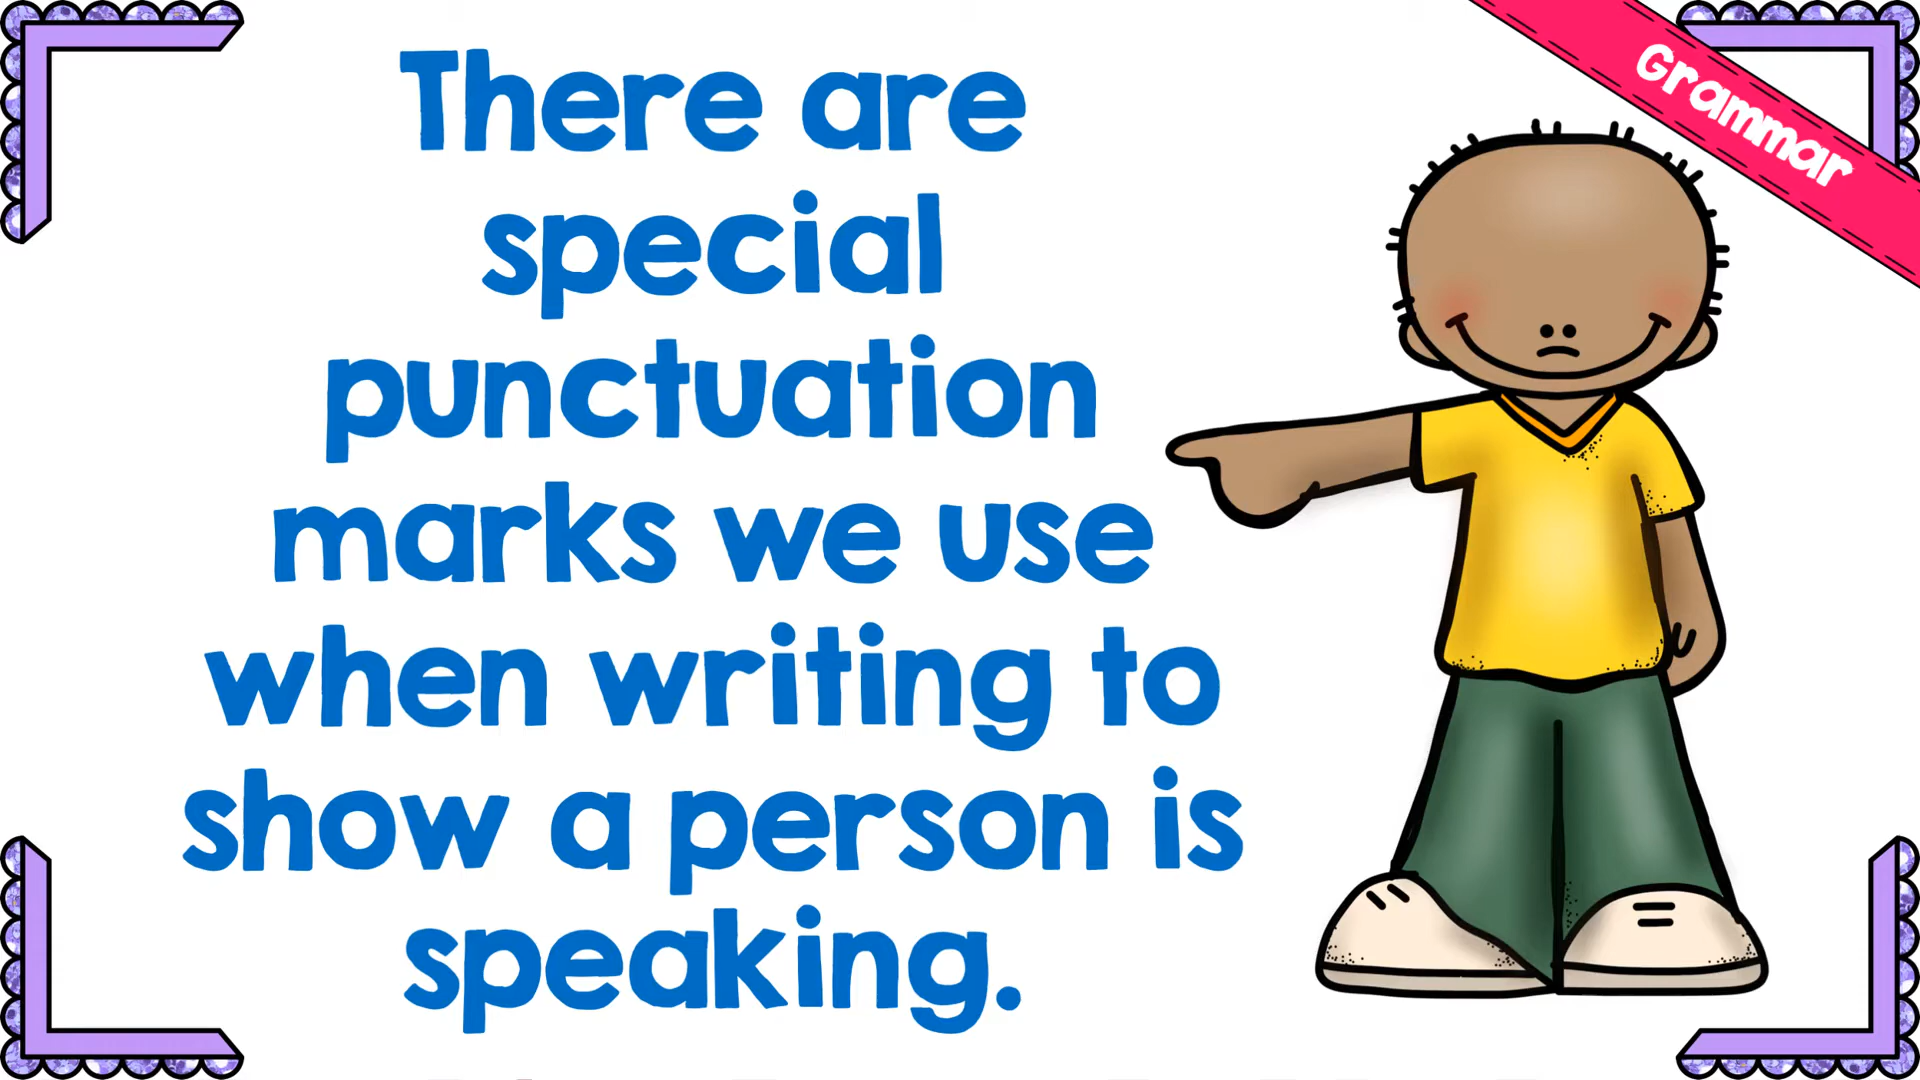 There are
special
punctuation
marks we use
when writing to
show a person is
speaking.
Grammar